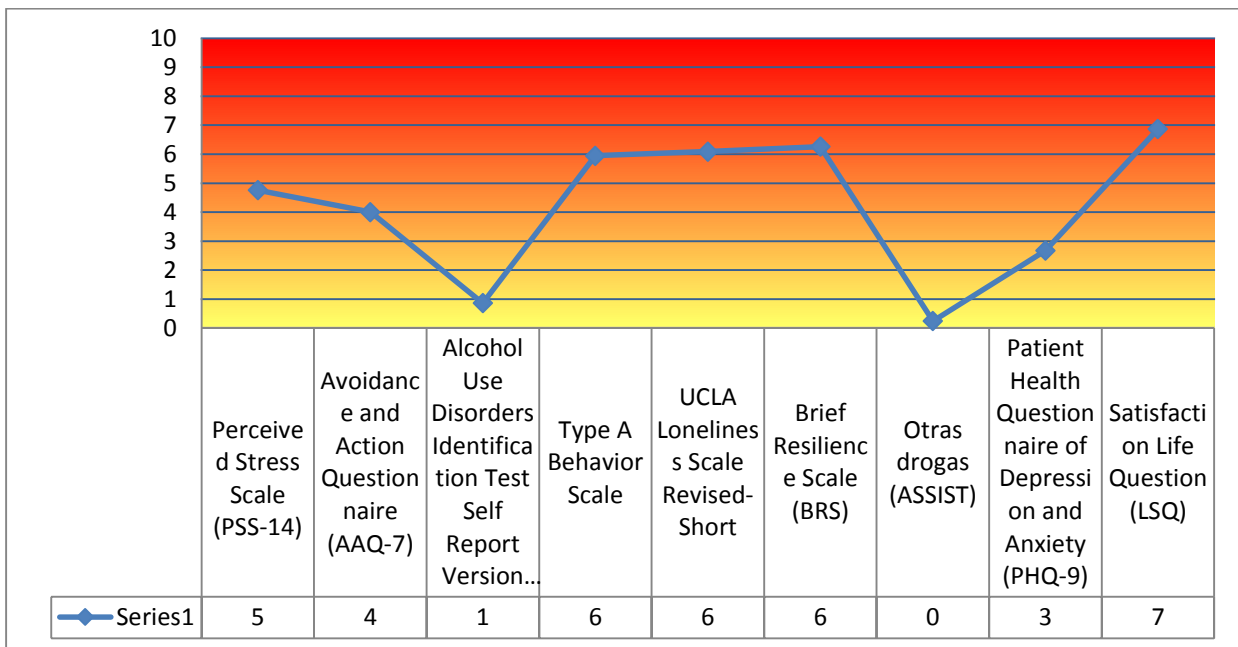 10
9
8
7
6
5
4
3
2
1
0
Perceive
d Stress
Scale
(PSS-14)
Avoidanc
e and
Action
Question
naire
(AAQ-7)
Alcohol
Use
Disorders
Identifica
tion Test
Self
Report
Version...
Type A
Behavior
Scale
UCLA
Lonelines
s Scale
Revised-
Short
Brief
Resilienc
e Scale
(BRS)
Otras
drogas
(ASSIST)
Patient
Health
Question
naire of
Depressi
on and
Anxiety
(PHQ-9)
Satisfacti
on Life
Question
(LSQ)
Series1 5 4 1 6 6 6 0 3 7